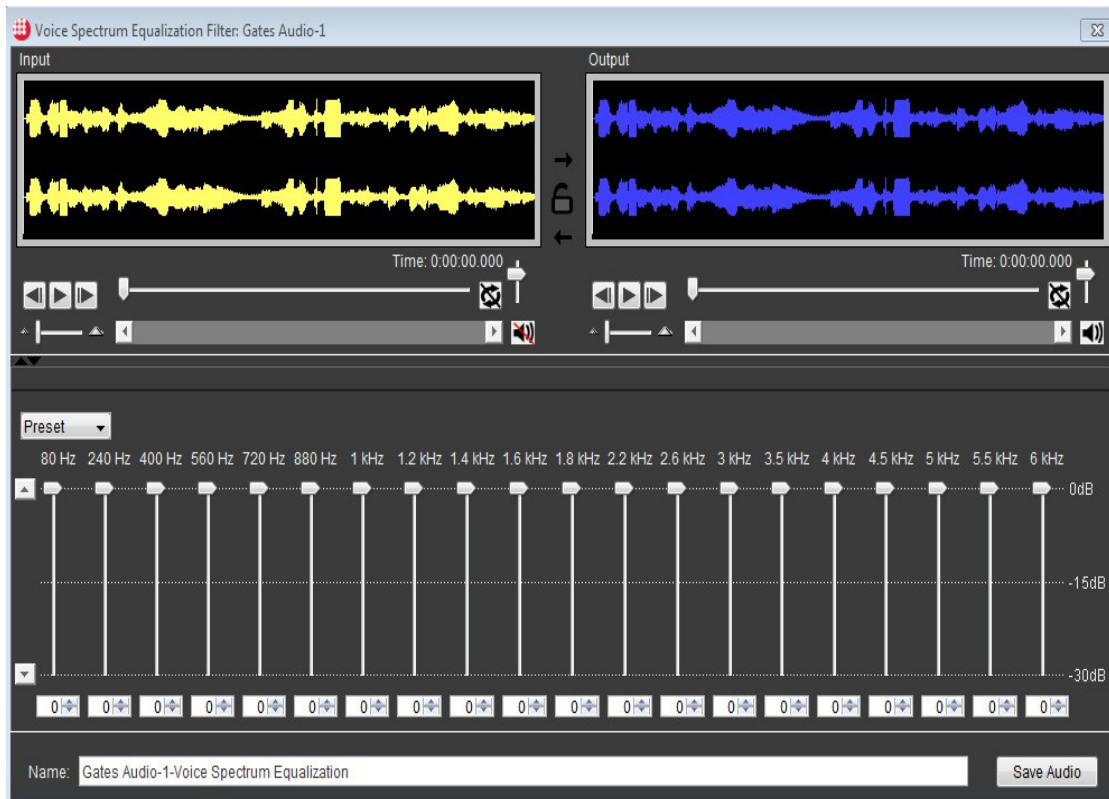 Voice Spectrum Equalization Filter: Gates Audio-1
Input
Output
Time: 0:00:00.000
Time: 0:00:00.000
Preset
80 Hz 240 Hz 400 Hz 560 Hz 720 Hz 880 Hz 1 kHz 1.2 kHz 1.4 kHz 1.6 kHz 1.8 kHz 2.2 kHz 2.6 kHz 3 kHz 3.5 kHz 4 kHz 4.5 kHz 5 kHz 5.5 kHz 6 kHz
0dB
-15dB
-30dB
0 0 0 0 0 0 0 0 0 0 0 0 0 0 0 0 0 0 0 0
Name: Gates Audio-1-Voice Spectrum Equalization
Save Audio